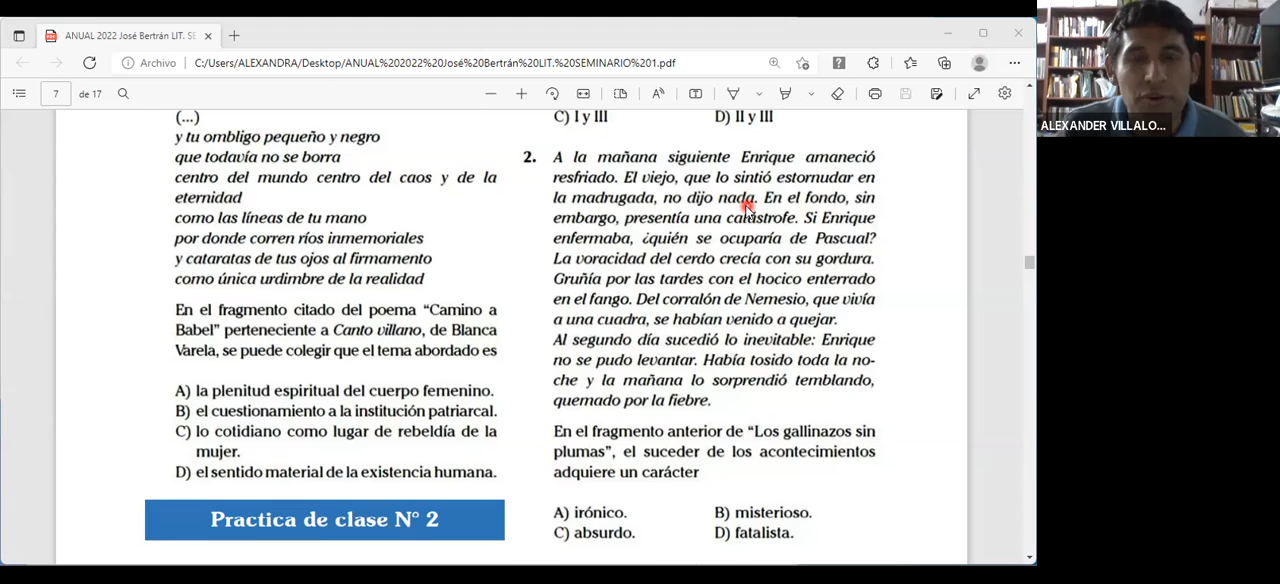 ANUAL 2022 José Bertrán LIT. SE
Archivo
C:/Users/ALEXANDRA/Desktop/ANUAL%202022%20José%20Bertrán%20LIT.%20SEMINARIO%201.pdf
7
de 17
ALEXANDER VILLALO...
(...)
y tu ombligo pequeño y negro
que todavía no se borra
centro del mundo centro del caos y de la
eternidad
como las líneas de tu mano
por donde corren ríos inmemoriales
y cataratas de tus ojos al firmamento
como única urdimbre de la realidad
En el fragmento citado del poema “Camino a
Babel” perteneciente a Canto villano, de Blanca
Varela, se puede colegir que el tema abordado es
A) la plenitud espiritual del cuerpo femenino.
B) el cuestionamiento a la institución patriarcal.
C) lo cotidiano como lugar de rebeldía de la
mujer.
D) el sentido material de la existencia humana.
Practica de clase N° 2
C) I y III D) II y III
2. A la mañana siguiente Enrique amaneció
resfriado. El viejo, que lo sintió estornudar en
la madrugada, no dijo nada. En el fondo, sin
embargo, presentía una catástrofe. Si Enrique
enfermaba, ¿quién se ocuparía de Pascual?
La voracidad del cerdo crecía con su gordura.
Gruñía por las tardes con el hocico enterrado
en el fango. Del corralón de Nemesio, que vivía
a una cuadra, se habían venido a quejar.
Al segundo día sucedió lo inevitable: Enrique
no se pudo levantar. Había tosido toda la no-
che y la mañana lo sorprendió temblando,
quemado por la fiebre.
En el fragmento anterior de “Los gallinazos sin
plumas”, el suceder de los acontecimientos
adquiere un carácter
A) irónico. B) misterioso.
C) absurdo. D) fatalista.